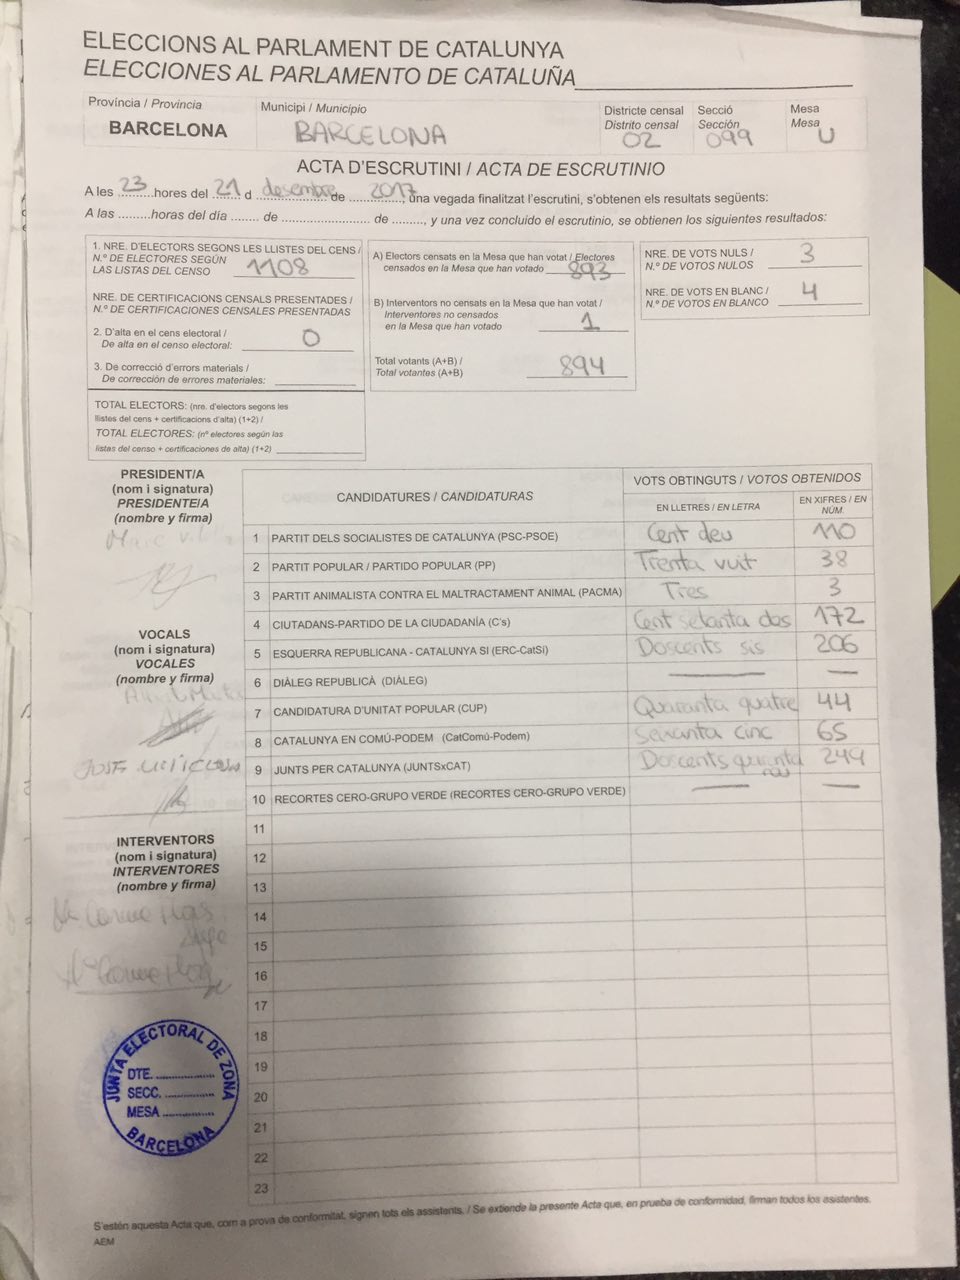 ELECCIONS AL PARLAMENT DE CATALUNYA
ELECCIONES AL PARLAMENTO DE CATALUÑA
Província / Provincia
BARCELONA
Municipi / Municipio
BARCELONA
Districte censal
Distrito censal
02
Secció
Sección
099
Mesa
Mesa
U
ACTA D'ESCRUTINI / ACTA DE ESCRUTINIO
A les 23 hores del 21 d desembre de 2017, una vegada finalitzat l'escrutini, s'obtenen els resultats següents:
A las .........horas del día ....... de ...................... de ........, y una vez concluido el escrutinio, se obtienen los siguientes resultados:
1. NRE. D'ELECTORS SEGONS LES LLISTES DEL CENS /
N.º DE ELECTORES SEGÚN
LAS LISTAS DEL CENSO 1108
NRE. DE CERTIFICACIONS CENSALS PRESENTADES /
N.º DE CERTIFICACIONES CENSALES PRESENTADAS
2. D'alta en el cens electoral /
De alta en el censo electoral: 0
3. De correcció d'errors materials /
De corrección de errores materiales:
TOTAL ELECTORS: (nre. d'electors segons les
llistes del cens + certificacions d'alta) (1+2) /
TOTAL ELECTORES: (nº electores según las
listas del censo + certificaciones de alta) (1+2)
A) Electors censats en la Mesa que han votat / Electores
censados en la Mesa que han votado 893
B) Interventors no censats en la Mesa que han votat /
Interventores no censados
en la Mesa que han votado 1
Total votants (A+B) /
Total votantes (A+B) 894
NRE. DE VOTS NULS /
N.º DE VOTOS NULOS 3
NRE. DE VOTS EN BLANC /
N.º DE VOTOS EN BLANCO 4
PRESIDENT/A
(nom i signatura)
PRESIDENTE/A
(nombre y firma)
Marc
VOCALS
(nom i signatura)
VOCALES
(nombre y firma)
INTERVENTORS
(nom i signatura)
INTERVENTORES
(nombre y firma)
CANDIDATURES / CANDIDATURAS
VOTS OBTINGUTS / VOTOS OBTENIDOS
EN LLETRES / EN LETRA
EN XIFRES / EN NÚM.
1 PARTIT DELS SOCIALISTES DE CATALUNYA (PSC-PSOE) Cent deu 110
2 PARTIT POPULAR / PARTIDO POPULAR (PP) Trenta vuit 38
3 PARTIT ANIMALISTA CONTRA EL MALTRACTAMENT ANIMAL (PACMA) Tres 3
4 CIUTADANS-PARTIDO DE LA CIUDADANÍA (C's) Cent setanta dos 172
5 ESQUERRA REPUBLICANA - CATALUNYA SI (ERC-CatSi) Doscents sis 206
6 DIÀLEG REPUBLICÀ (DIÀLEG)
7 CANDIDATURA D'UNITAT POPULAR (CUP) Quaranta quatre 44
8 CATALUNYA EN COMÚ-PODEM (CatComú-Podem) Seixanta cinc 65
9 JUNTS PER CATALUNYA (JUNTSxCAT) Doscents 
10 RECORTES CERO-GRUPO VERDE (RECORTES CERO-GRUPO VERDE)
11
12
13
14
15
16
17
18
19
20
21
22
23
JUNTA ELECTORAL DE ZONA
DTE. ..............
SECC. ............
MESA ............
BARCELONA
S'estén aquesta Acta que, com a prova de conformitat, signen tots els assistents. / Se extiende la presente Acta que, en prueba de conformidad, firman todos los asistentes.
AEM